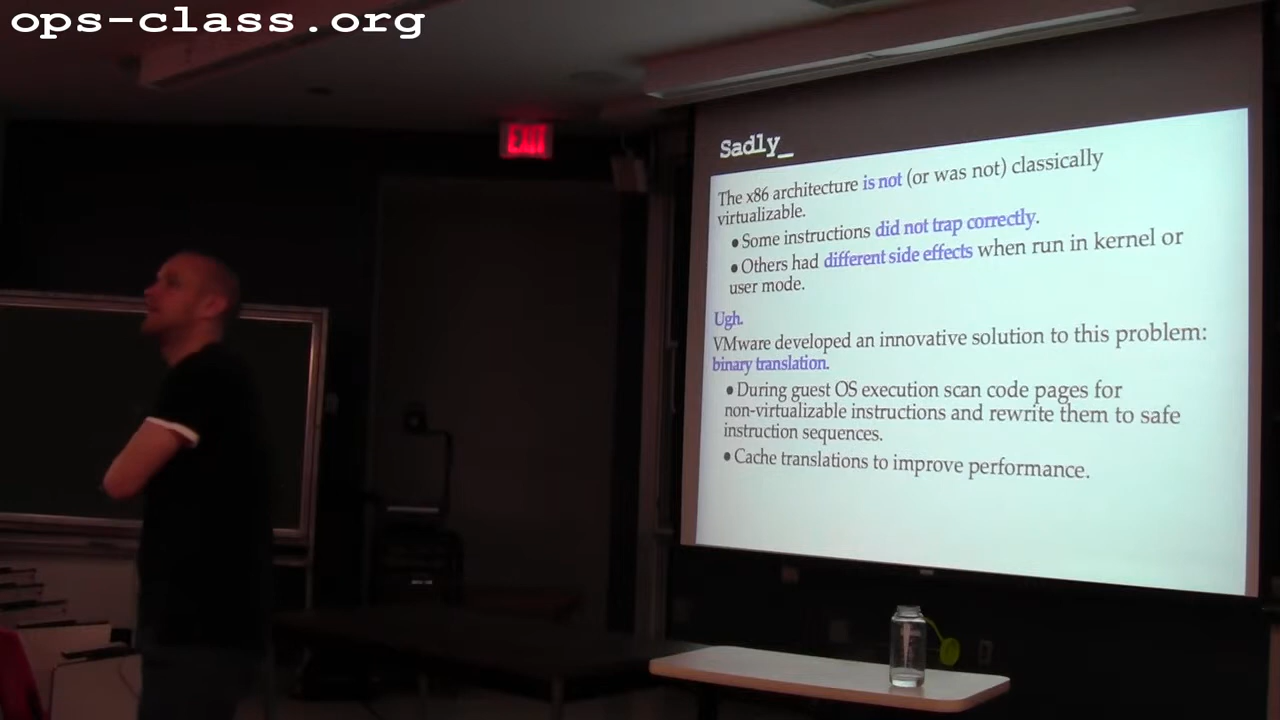 ops-class.org
EXIT
Sadly_
The x86 architecture is not (or was not) classically
virtualizable.
• Some instructions did not trap correctly.
• Others had different side effects when run in kernel or
user mode.
Ugh.
VMware developed an innovative solution to this problem:
binary translation.
• During guest OS execution scan code pages for
non-virtualizable instructions and rewrite them to safe
instruction sequences.
• Cache translations to improve performance.